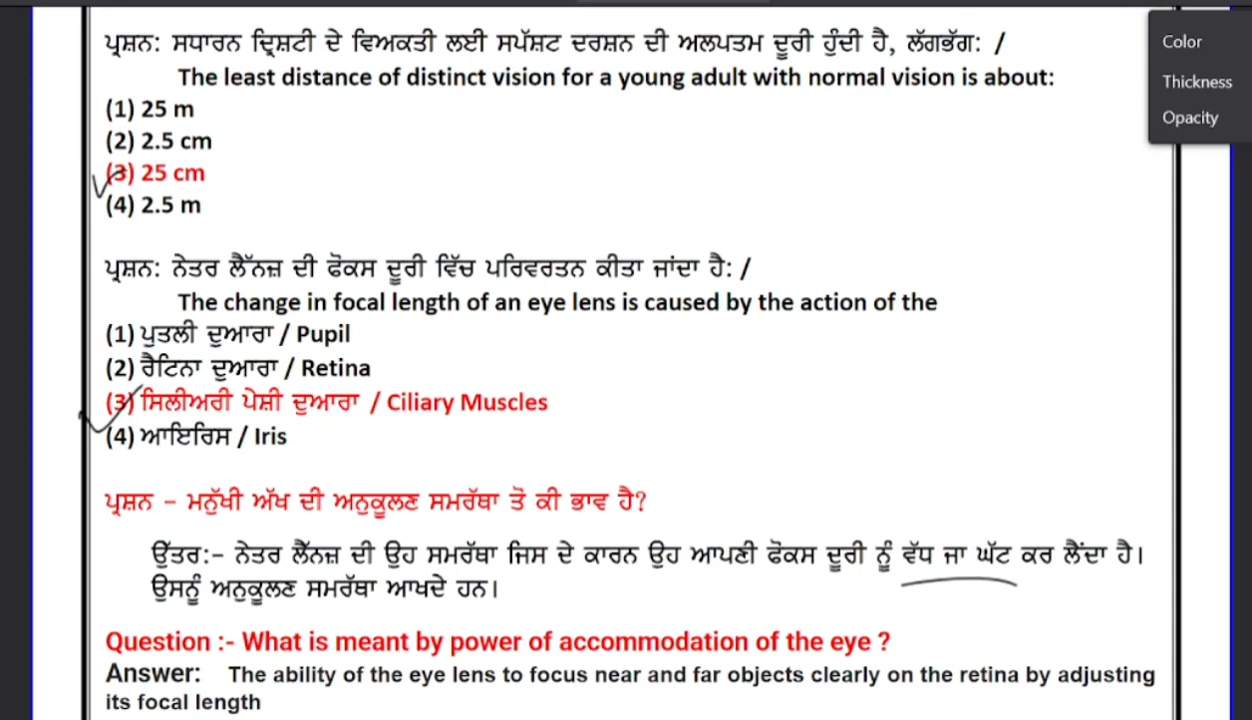 ਪ੍ਰਸ਼ਨ: ਸਧਾਰਨ ਦ੍ਰਿਸ਼ਟੀ ਦੇ ਵਿਅਕਤੀ ਲਈ ਸਪੱਸ਼ਟ ਦਰਸ਼ਨ ਦੀ ਅਲਪਤਮ ਦੂਰੀ ਹੁੰਦੀ ਹੈ, ਲੱਗਭੱਗ: /
The least distance of distinct vision for a young adult with normal vision is about:
(1) 25 m
(2) 2.5 cm
(3) 25 cm
(4) 2.5 m
ਪ੍ਰਸ਼ਨ: ਨੇਤਰ ਲੈੱਨਜ਼ ਦੀ ਫੋਕਸ ਦੂਰੀ ਵਿੱਚ ਪਰਿਵਰਤਨ ਕੀਤਾ ਜਾਂਦਾ ਹੈ: /
The change in focal length of an eye lens is caused by the action of the
(1) ਪੁਤਲੀ ਦੁਆਰਾ / Pupil
(2) ਰੈਟਿਨਾ ਦੁਆਰਾ / Retina
(3) ਸਿਲੀਅਰੀ ਪੇਸ਼ੀ ਦੁਆਰਾ / Ciliary Muscles
(4) ਆਇਰਿਸ / Iris
ਪ੍ਰਸ਼ਨ – ਮਨੁੱਖੀ ਅੱਖ ਦੀ ਅਨੁਕੂਲਣ ਸਮਰੱਥਾ ਤੋਂ ਕੀ ਭਾਵ ਹੈ?
ਉੱਤਰ:– ਨੇਤਰ ਲੈੱਨਜ਼ ਦੀ ਉਹ ਸਮਰੱਥਾ ਜਿਸ ਦੇ ਕਾਰਨ ਉਹ ਆਪਣੀ ਫੋਕਸ ਦੂਰੀ ਨੂੰ ਵੱਧ ਜਾ ਘੱਟ ਕਰ ਲੈਂਦਾ ਹੈ।
ਉਸਨੂੰ ਅਨੁਕੂਲਣ ਸਮਰੱਥਾ ਆਖਦੇ ਹਨ।
Question :- What is meant by power of accommodation of the eye ?
Answer: The ability of the eye lens to focus near and far objects clearly on the retina by adjusting
its focal length
Color
Thickness
Opacity